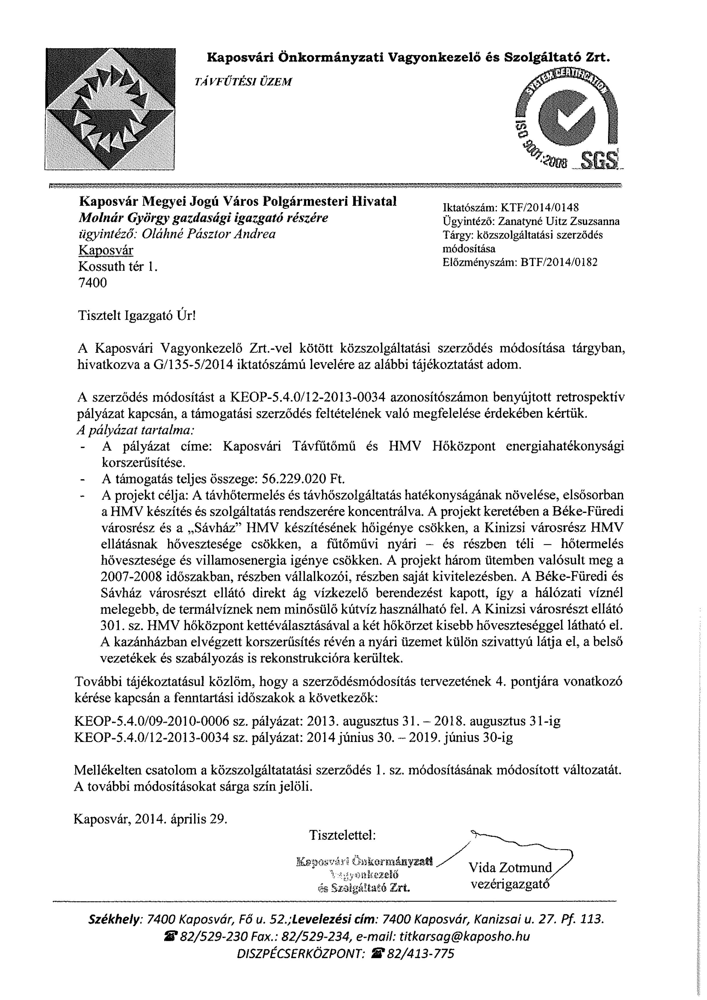 Kaposvári Önkormányzati Vagyonkezelő és Szolgáltató Zrt.
TÁVFŰTÉSI ÜZEM
SYSTEM CERTIFICATION
ISO 9001:2008
SGS
Kaposvár Megyei Jogú Város Polgármesteri Hivatal
Molnár György gazdasági igazgató részére
ügyintéző: Oláhné Pásztor Andrea
Kaposvár
Kossuth tér 1.
7400
Iktatószám: KTF/2014/0148
Ügyintéző: Zanatyné Uitz Zsuzsanna
Tárgy: közszolgáltatási szerződés
módosítása
Előzményszám: BTF/2014/0182
Tisztelt Igazgató Úr!
A Kaposvári Vagyonkezelő Zrt.-vel kötött közszolgáltatási szerződés módosítása tárgyban,
hivatkozva a G/135-5/2014 iktatószámú levelére az alábbi tájékoztatást adom.
A szerződés módosítást a KEOP-5.4.0/12-2013-0034 azonosítószámon benyújtott retrospektív
pályázat kapcsán, a támogatási szerződés feltételének való megfelelése érdekében kértük.
A pályázat tartalma:
- A pályázat címe: Kaposvári Távfűtőmű és HMV Hőközpont energiahatékonysági
korszerűsítése.
- A támogatás teljes összege: 56.229.020 Ft.
- A projekt célja: A távhőtermelés és távhőszolgáltatás hatékonyságának növelése, elsősorban
a HMV készítés és szolgáltatás rendszerére koncentrálva. A projekt keretében a Béke-Füredi
városrész és a „Sávház” HMV készítésének hőigénye csökken, a Kinizsi városrész HMV
ellátásnak hővesztesége csökken, a fűtőművi nyári – és részben téli – hőtermelés
hővesztesége és villamosenergia igénye csökken. A projekt három ütemben valósult meg a
2007-2008 időszakban, részben vállalkozói, részben saját kivitelezésben. A Béke-Füredi és
Sávház városrészt ellátó direkt ág vízkezelő berendezést kapott, így a hálózati víznél
melegebb, de termálvíznek nem minősülő kútvíz használható fel. A Kinizsi városrészt ellátó
301. sz. HMV hőközpont kettéválasztásával a két hőkörzet kisebb hőveszteséggel látható el.
A kazánházban elvégzett korszerűsítés révén a nyári üzemet külön szivattyú látja el, a belső
vezetékek és szabályozás is rekonstrukcióra kerültek.
További tájékoztatásul közlöm, hogy a szerződésmódosítás tervezetének 4. pontjára vonatkozó
kérése kapcsán a fenntartási időszakok a következők:
KEOP-5.4.0/09-2010-0006 sz. pályázat: 2013. augusztus 31. – 2018. augusztus 31-ig
KEOP-5.4.0/12-2013-0034 sz. pályázat: 2014 június 30. – 2019. június 30-ig
Mellékelten csatolom a közszolgáltatatási szerződés 1. sz. módosításának módosított változatát.
A további módosításokat sárga szín jelöli.
Kaposvár, 2014. április 29.
Tisztelettel:
Kaposvári Önkormányzati
Vagyonkezelő
és Szolgáltató Zrt.
Vida Zotmund
vezérigazgató
Székhely: 7400 Kaposvár, Fő u. 52.;Levelezési cím: 7400 Kaposvár, Kanizsai u. 27. Pf. 113.
☎82/529-230 Fax.: 82/529-234, e-mail: titkarsag@kaposho.hu
DISZPÉCSERKÖZPONT: ☎82/413-775